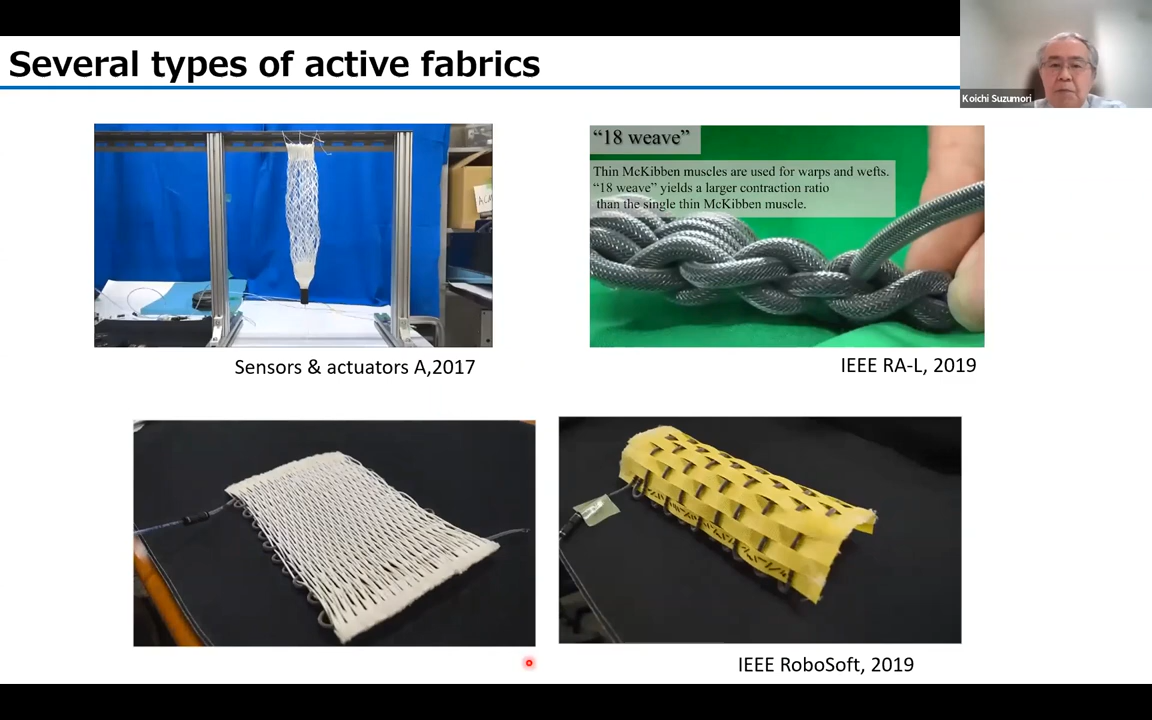 Several types of active fabrics
Koichi Suzumori
"18 weave"
Thin McKibben muscles are used for warps and wefts.
"18 weave" yields a larger contraction ratio
than the single thin McKibben muscle.
Sensors & actuators A,2017
IEEE RA-L, 2019
IEEE RoboSoft, 2019